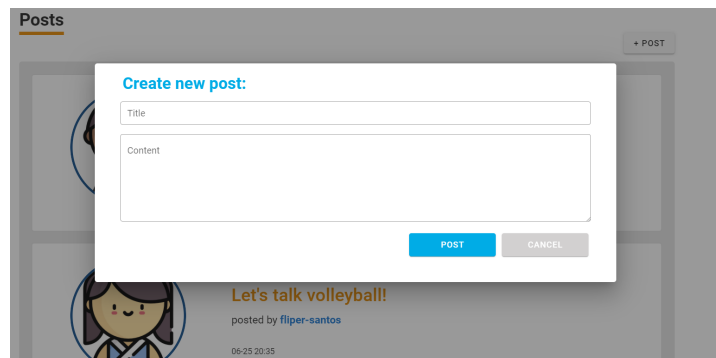 Posts
+ POST
Create new post:
Title
Content
POST
CANCEL
Let's talk volleyball!
posted by fliper-santos
06-25 20:35